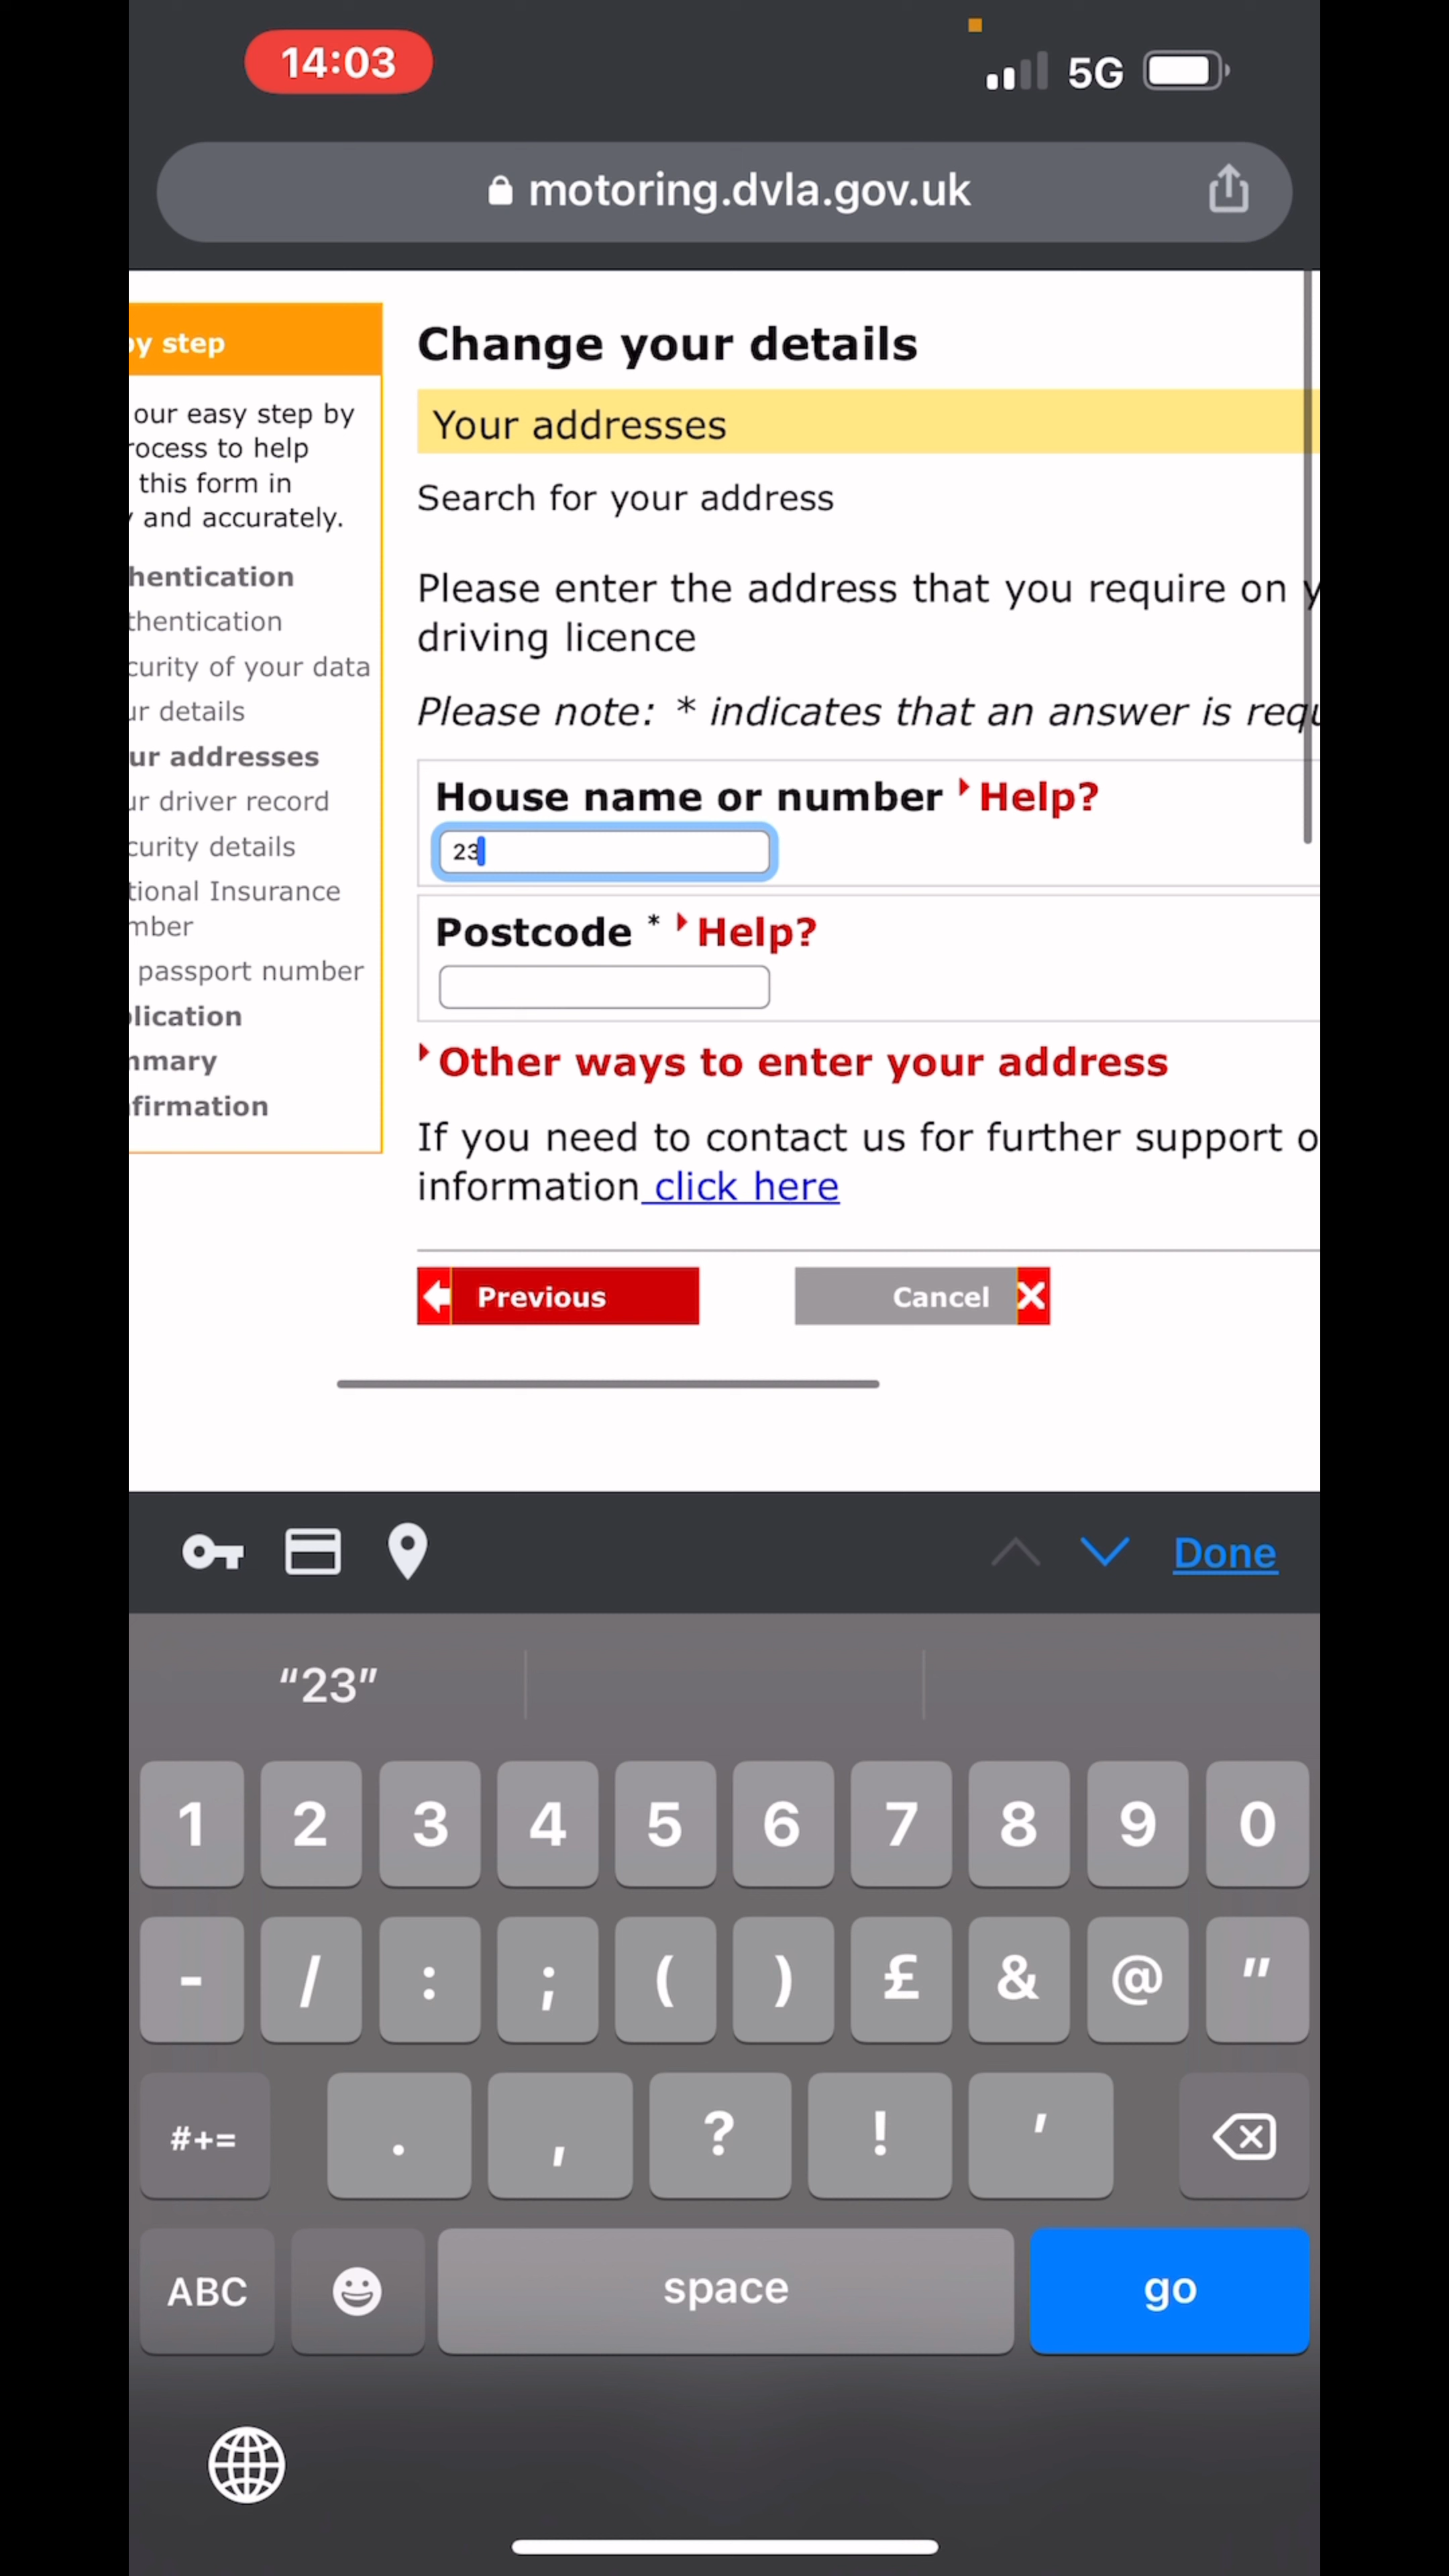 14:03
5G
motoring.dvla.gov.uk
by step
our easy step by
rocess to help
this form in
and accurately.
hentication
thentication
curity of your data
ur details
ur addresses
ur driver record
curity details
tional Insurance
mber
passport number
lication
mmary
firmation
Change your details
Your addresses
Search for your address
Please enter the address that you require on y
driving licence
Please note: * indicates that an answer is requ
House name or number Help?
23
Postcode * Help?
Other ways to enter your address
If you need to contact us for further support o
information click here
Previous
Cancel
Done
“23”
1 2 3 4 5 6 7 8 9 0
- / : ; ( ) £ & @ "
#+= . , ? ! '
ABC space go